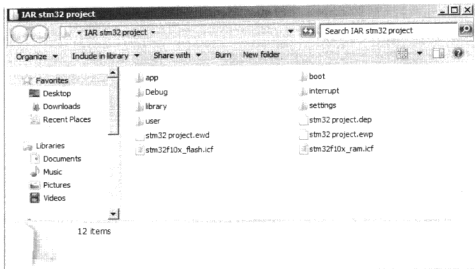 IAR stm32 project
IAR stm32 project
Search IAR stm32 project
Organize Include in library Share with Burn New folder
Favorites
Desktop
Downloads
Recent Places
Libraries
Documents
Music
Pictures
Videos
app
boot
Debug
interrupt
library
settings
user
stm32 project.dep
stm32 project.ewd
stm32 project.ewp
stm32f10x_flash.icf
stm32f10x_ram.icf
12 items